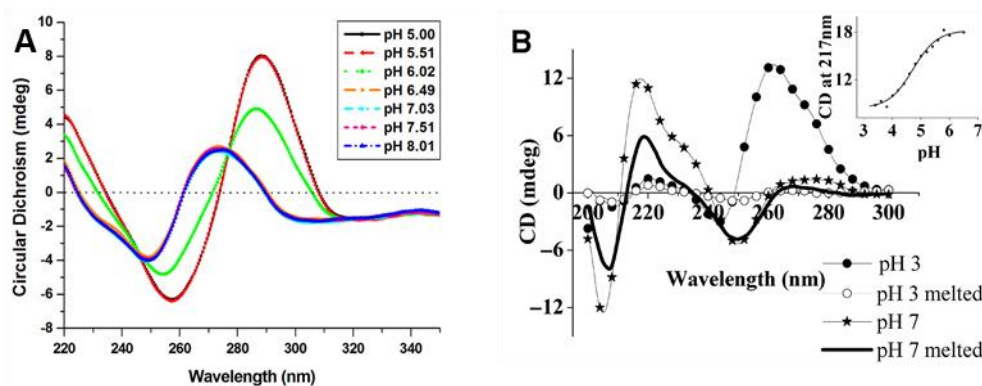 A
10
8
6
4
2
0
-2
-4
-6
-8
220 240 260 280 300 320 340
Circular Dichroism (mdeg)
Wavelength (nm)
pH 5.00
pH 5.51
pH 6.02
pH 6.49
pH 7.03
pH 7.51
pH 8.01
B
12
6
0
−6
−12
CD (mdeg)
200 220 240 260 280 300
Wavelength (nm)
CD at 217nm
18
12
3 4 5 6 7
pH
pH 3
pH 3 melted
pH 7
pH 7 melted